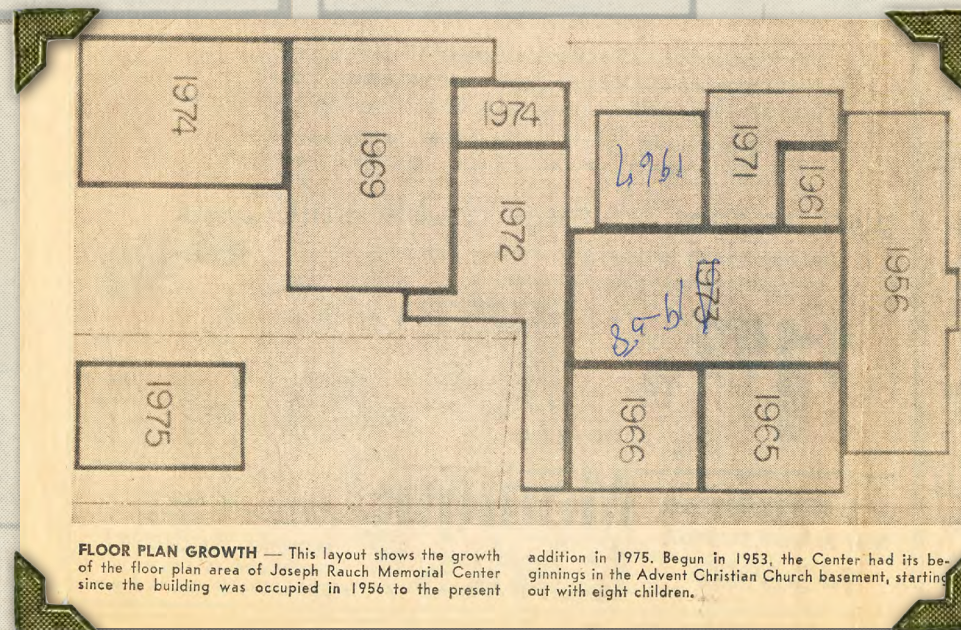 1974
1969
1974
1967
1971
1961
1972
1956
1973
1958
1975
1966
1965
FLOOR PLAN GROWTH — This layout shows the growth
of the floor plan area of Joseph Rauch Memorial Center
since the building was occupied in 1956 to the present
addition in 1975. Begun in 1953, the Center had its be-
ginnings in the Advent Christian Church basement, starting
out with eight children.